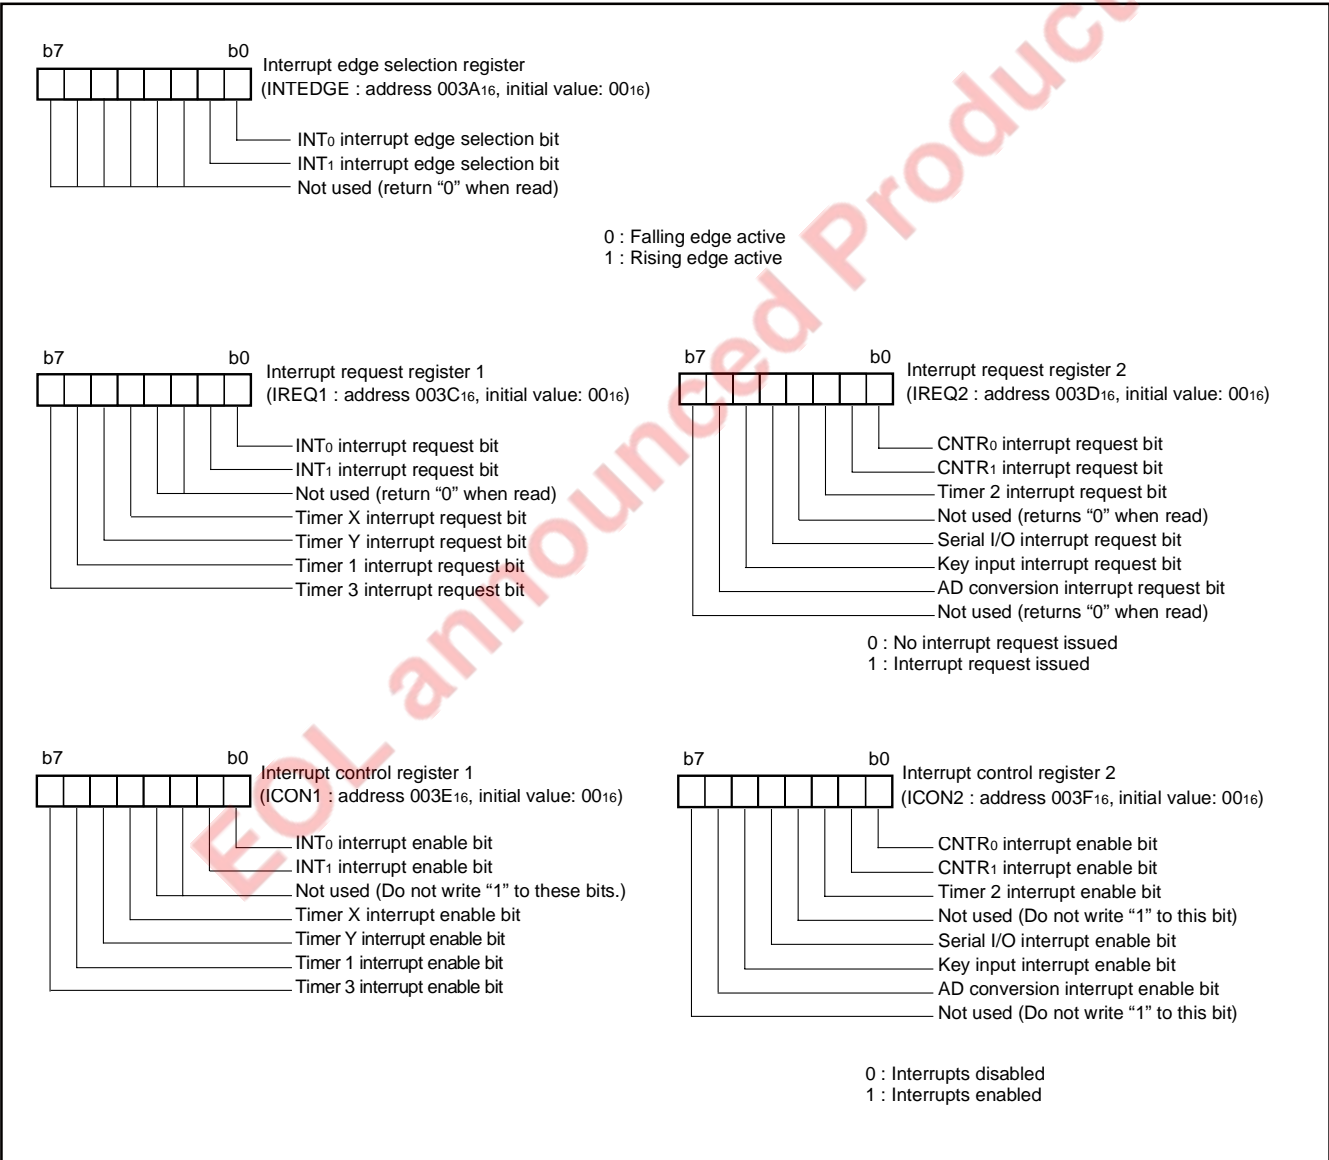 b7 b0
Interrupt edge selection register
(INTEDGE : address 003A16, initial value: 0016)
INT0 interrupt edge selection bit
INT1 interrupt edge selection bit
Not used (return “0” when read)
0 : Falling edge active
1 : Rising edge active
b7 b0
Interrupt request register 1
(IREQ1 : address 003C16, initial value: 0016)
INT0 interrupt request bit
INT1 interrupt request bit
Not used (return “0” when read)
Timer X interrupt request bit
Timer Y interrupt request bit
Timer 1 interrupt request bit
Timer 3 interrupt request bit
b7 b0
Interrupt request register 2
(IREQ2 : address 003D16, initial value: 0016)
CNTR0 interrupt request bit
CNTR1 interrupt request bit
Timer 2 interrupt request bit
Not used (returns “0” when read)
Serial I/O interrupt request bit
Key input interrupt request bit
AD conversion interrupt request bit
Not used (returns “0” when read)
0 : No interrupt request issued
1 : Interrupt request issued
b7 b0
Interrupt control register 1
(ICON1 : address 003E16, initial value: 0016)
INT0 interrupt enable bit
INT1 interrupt enable bit
Not used (Do not write “1” to these bits.)
Timer X interrupt enable bit
Timer Y interrupt enable bit
Timer 1 interrupt enable bit
Timer 3 interrupt enable bit
b7 b0
Interrupt control register 2
(ICON2 : address 003F16, initial value: 0016)
CNTR0 interrupt enable bit
CNTR1 interrupt enable bit
Timer 2 interrupt enable bit
Not used (Do not write “1” to this bit)
Serial I/O interrupt enable bit
Key input interrupt enable bit
AD conversion interrupt enable bit
Not used (Do not write “1” to this bit)
0 : Interrupts disabled
1 : Interrupts enabled
EOL announced Product